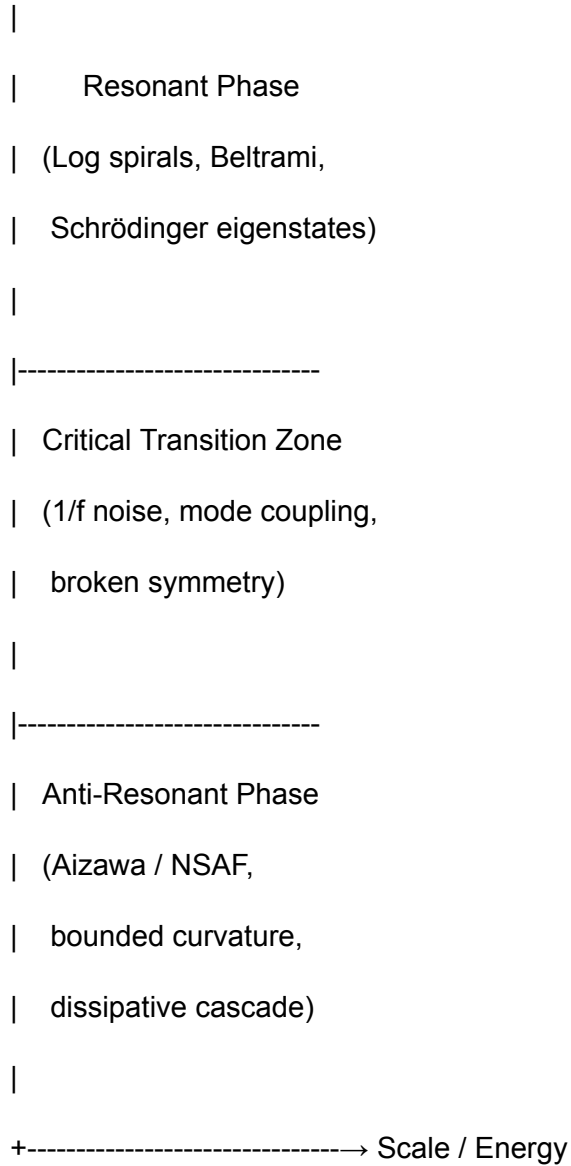 |
| Resonant Phase
| (Log spirals, Beltrami,
| Schrödinger eigenstates)
|
|-------------------------------
| Critical Transition Zone
| (1/f noise, mode coupling,
| broken symmetry)
|
|-------------------------------
| Anti-Resonant Phase
| (Aizawa / NSAF,
| bounded curvature,
| dissipative cascade)
|
+--------------------------------→ Scale / Energy